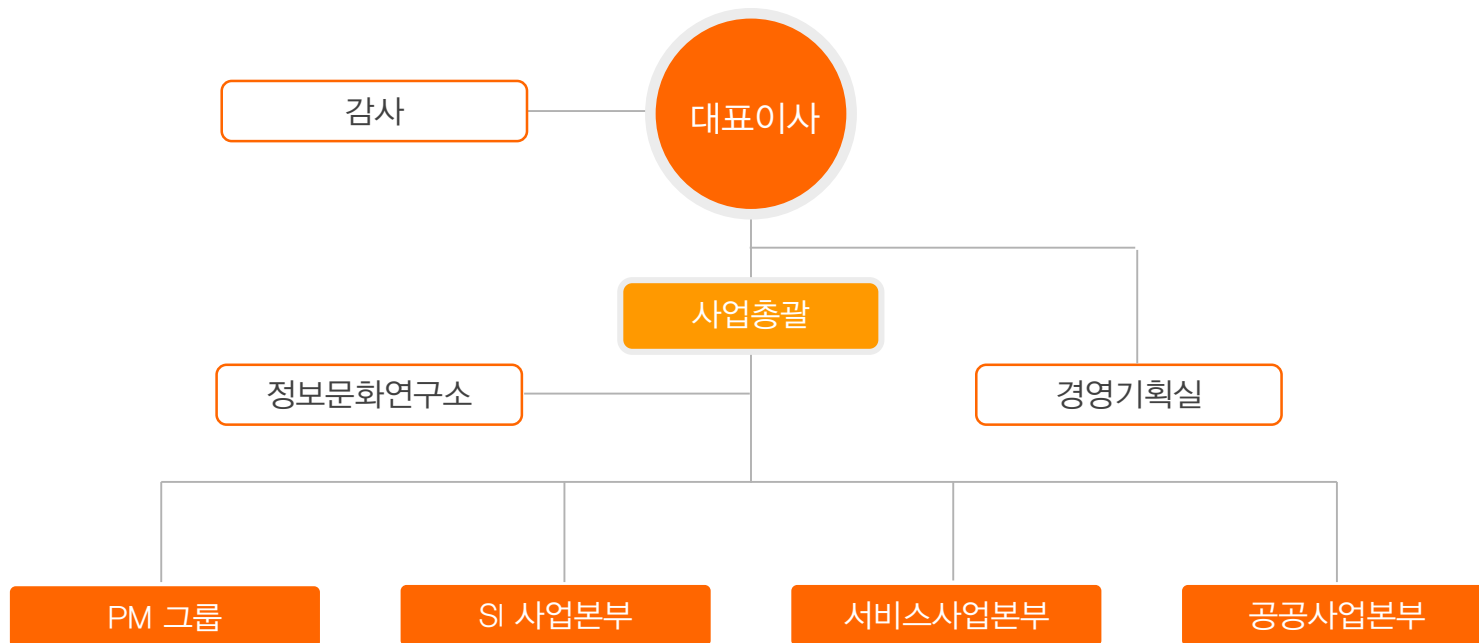 대표이사
감사
사업총괄
정보문화연구소
경영기획실
PM 그룹
SI 사업본부
서비스사업본부
공공사업본부